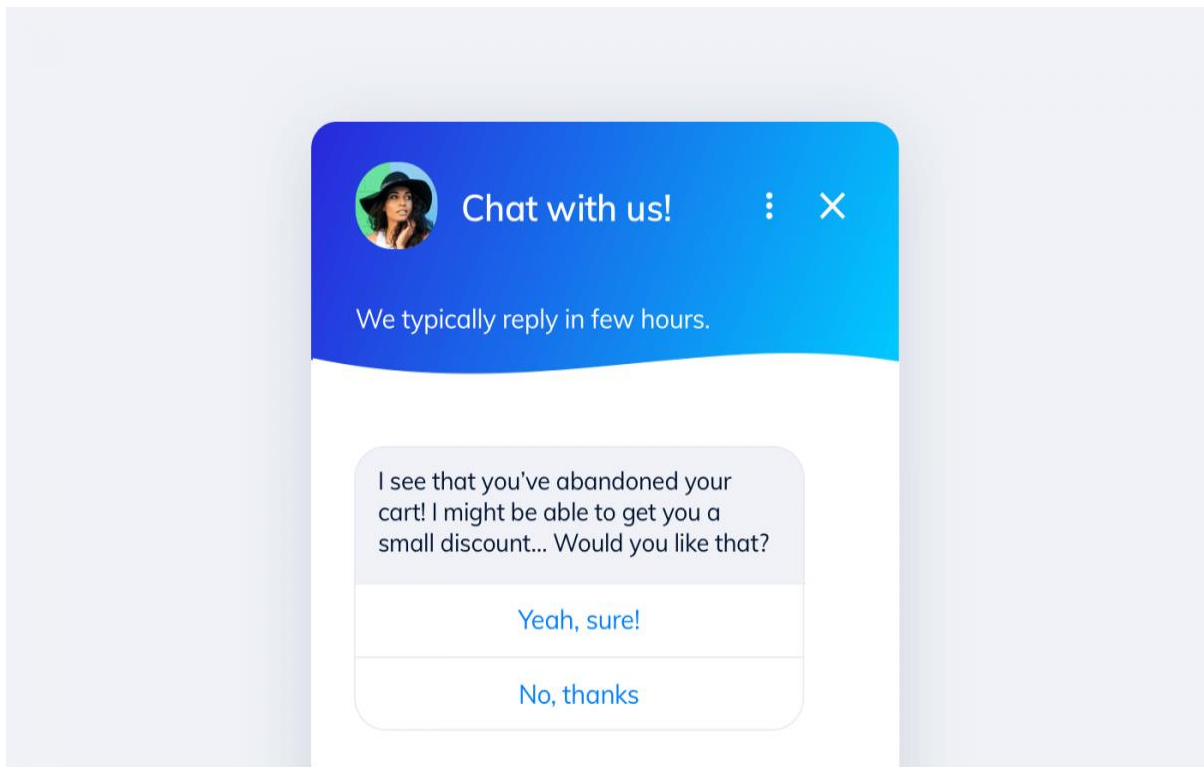 Chat with us!
We typically reply in few hours.
I see that you’ve abandoned your
cart! I might be able to get you a
small discount... Would you like that?
Yeah, sure!
No, thanks